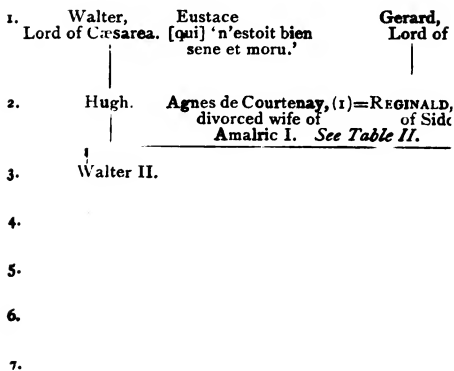 1. Walter, Eustace Gerard,
Lord of Cæsarea. [qui] ‘n’estoit bien Lord of
sene et moru.’
2. Hugh. Agnes de Courtenay, (1)=REGINALD,
divorced wife of of Sido
Amalric I. See Table II.
3. Walter II.
4.
5.
6.
7.